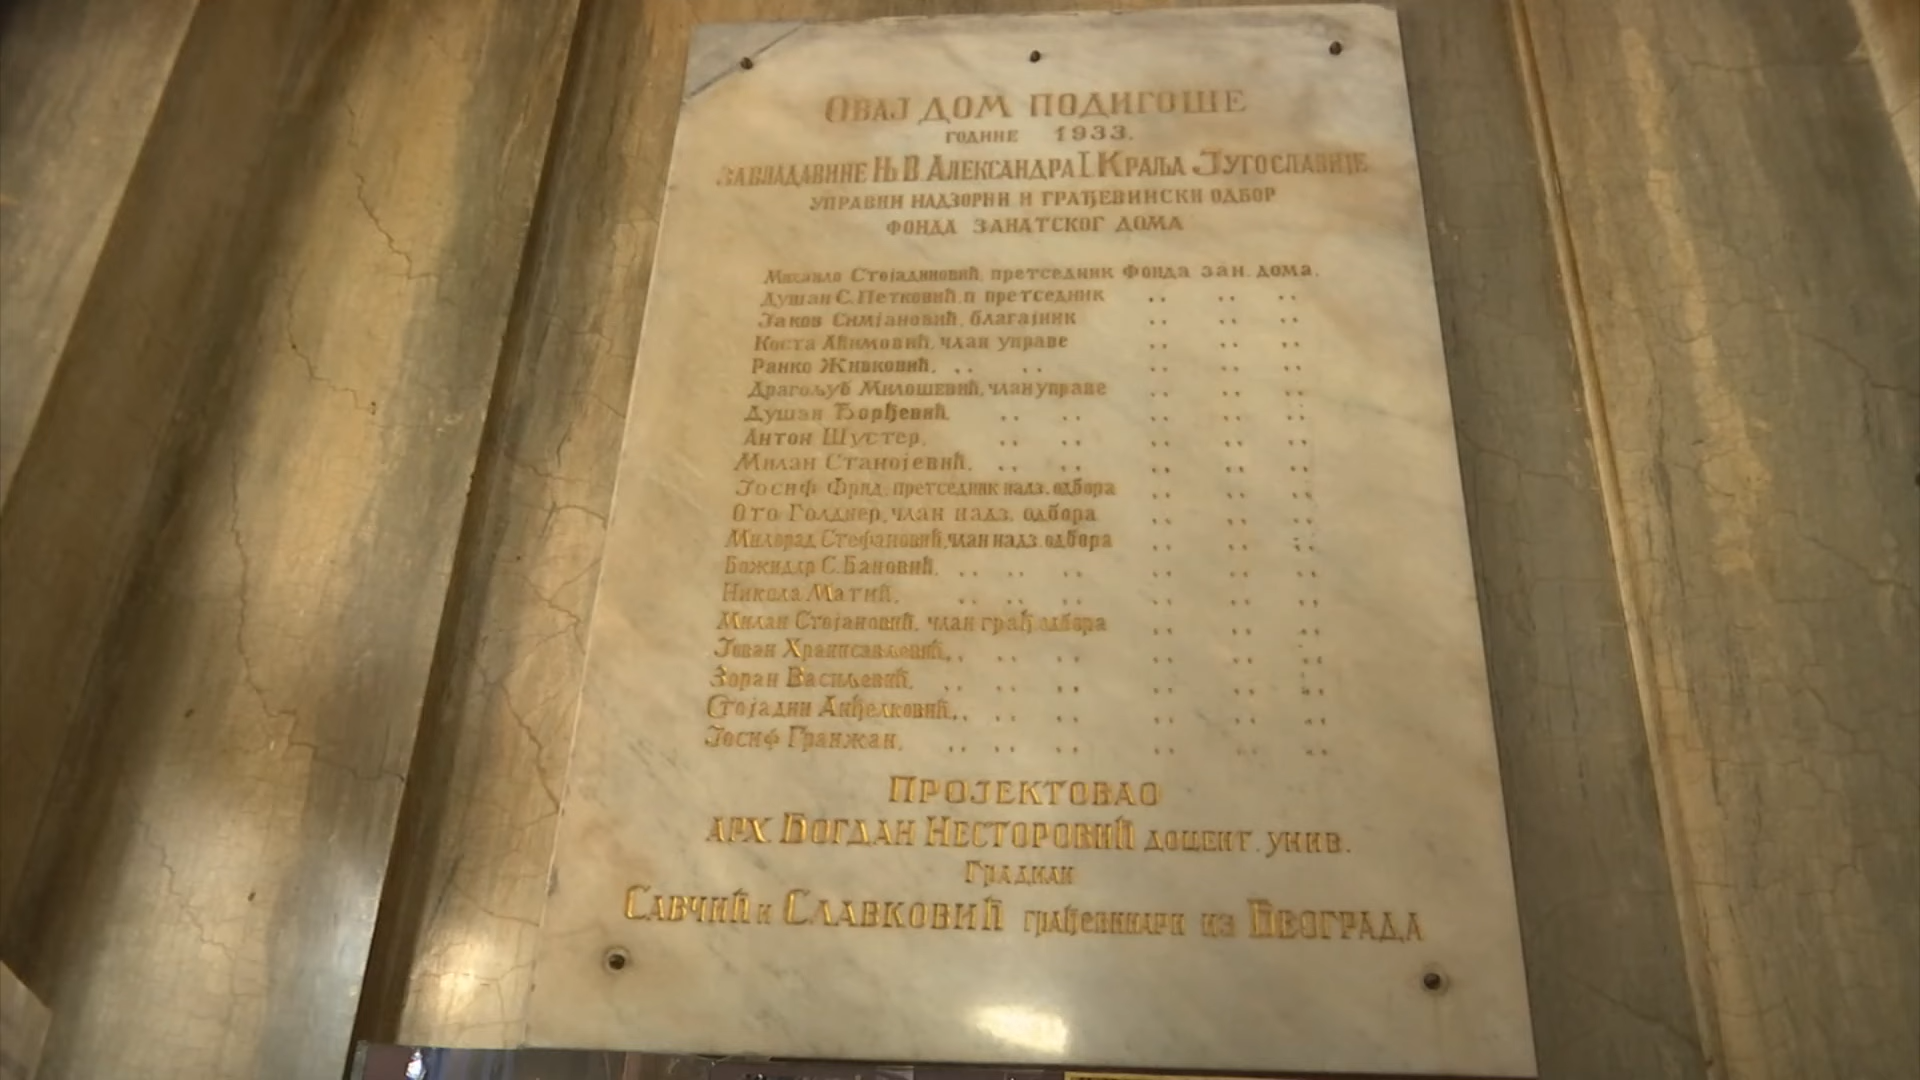 Овај дом подигоше
године 1933.
за владавине Њ. В. Александра I. Краља Југославије
управни надзорни и грађевински одбор
фонда занатског дома
Михаило Стојадиновић, претседник Фонда зан. дома.
Душан С. Петковић, п претседник ,, ,, ,,
Јаков Симјановић, благајник ,, ,, ,,
Коста Аћимовић, члан управе ,, ,, ,,
Ранко Живковић, ,, ,, ,, ,, ,,
Драгољуб Милошевић, члан управе ,, ,, ,,
Душан Ђорђевић, ,, ,, ,, ,, ,,
Антон Шустер, ,, ,, ,, ,, ,,
Милан Станојевић, ,, ,, ,, ,, ,,
Јосиф Фрид, претседник надз. одбора ,, ,, ,,
Ото Голднер, члан надз. одбора ,, ,, ,,
Милорад Стефановић, члан надз. одбора ,, ,, ,,
Божидар С. Бановић, ,, ,, ,, ,, ,, ,,
Никола Матић, ,, ,, ,, ,, ,, ,,
Милан Стојановић, члан грађ одбора ,, ,, ,,
Јован Хранисављевић, ,, ,, ,, ,, ,, ,,
Зоран Васиљевић, ,, ,, ,, ,, ,, ,,
Стојадин Анђелковић, ,, ,, ,, ,, ,, ,,
Јосиф Гранжан, ,, ,, ,, ,, ,, ,,
Пројектовао
арх. Богдан Несторовић доцент. унив.
Градили
Савчић и Славковић грађевинари из Београда